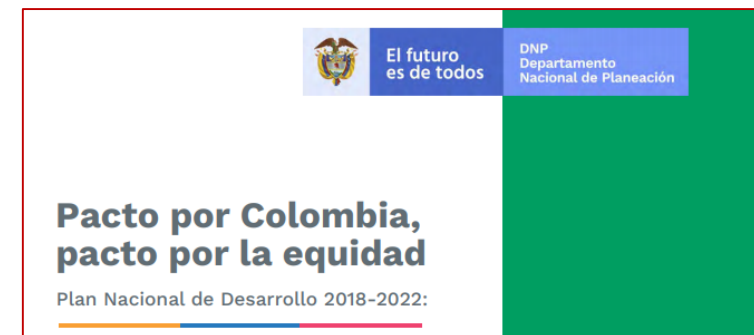 El futuro
es de todos
DNP
Departamento
Nacional de Planeación
Pacto por Colombia,
pacto por la equidad
Plan Nacional de Desarrollo 2018-2022: